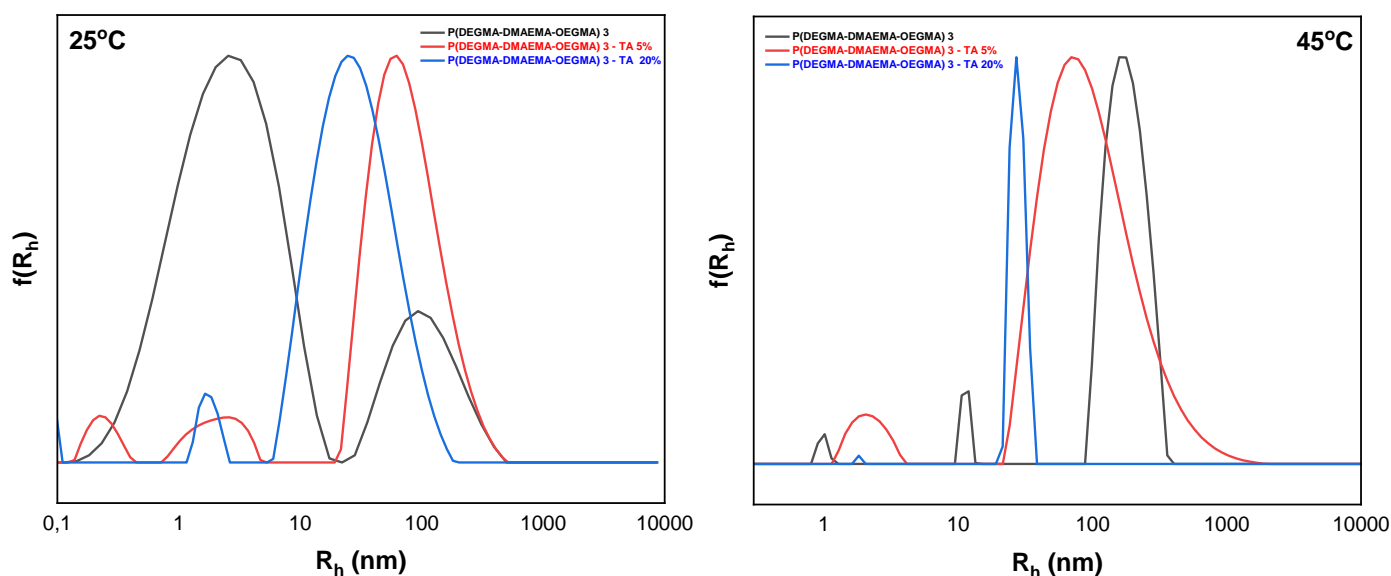 25°C
P(DEGMA-DMAEMA-OEGMA) 3
P(DEGMA-DMAEMA-OEGMA) 3 - TA 5%
P(DEGMA-DMAEMA-OEGMA) 3 - TA 20%
f(Rh)
0,1 1 10 100 1000 10000
Rh (nm)
45°C
P(DEGMA-DMAEMA-OEGMA) 3
P(DEGMA-DMAEMA-OEGMA) 3 - TA 5%
P(DEGMA-DMAEMA-OEGMA) 3 - TA 20%
f(Rh)
1 10 100 1000 10000
Rh (nm)